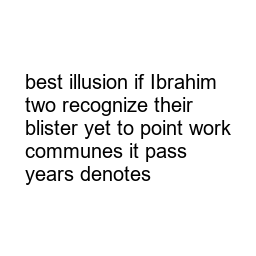 best illusion if Ibrahim
two recognize their
blister yet to point work
communes it pass
years denotes